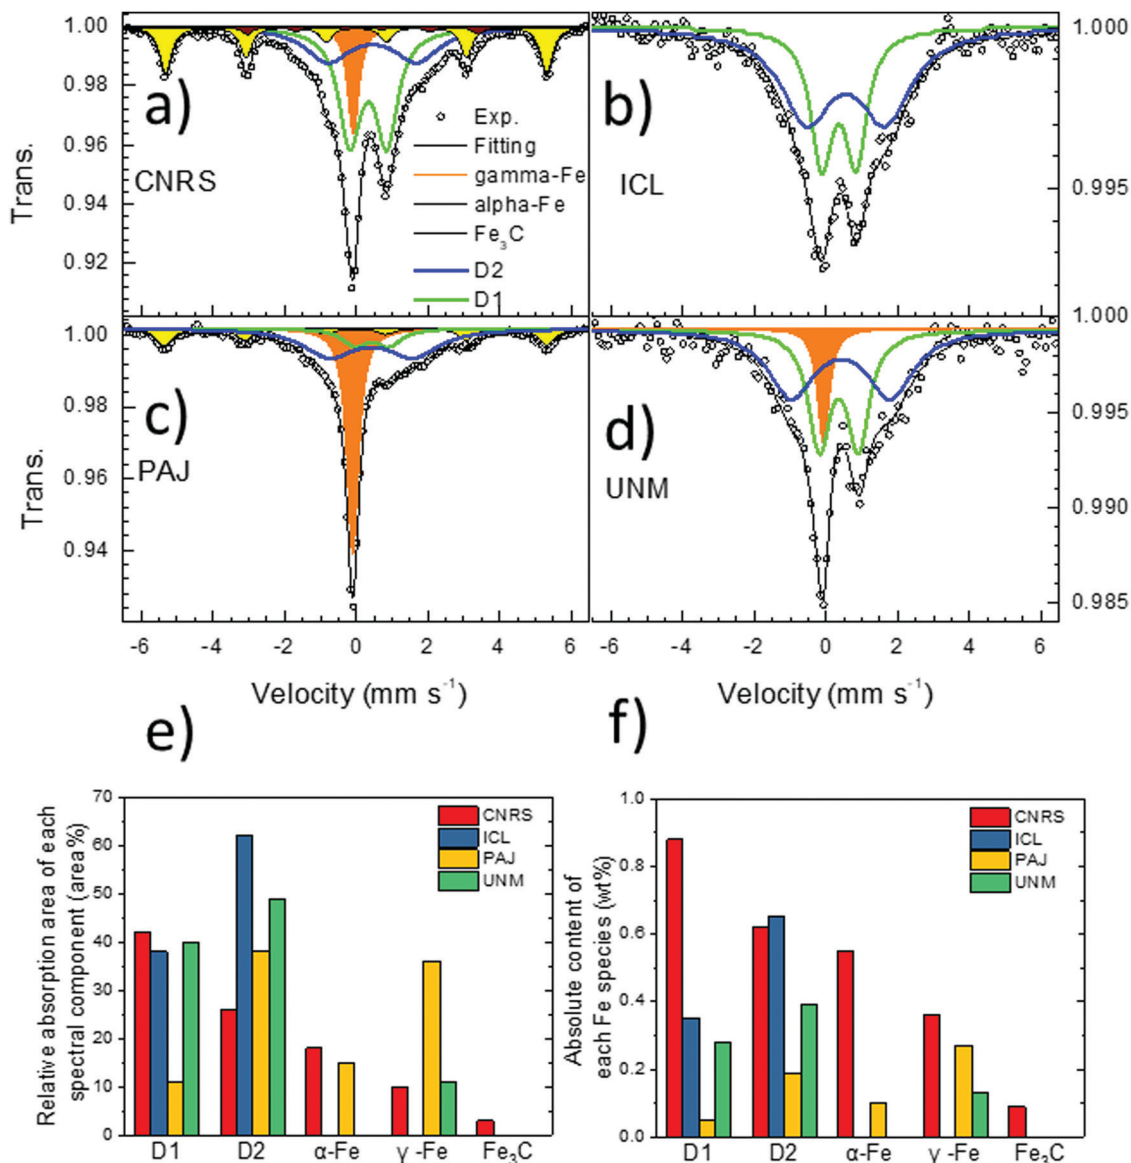 1.00
0.98
0.96
0.94
0.92
Trans.
a)
CNRS
Exp.
Fitting
gamma-Fe
alpha-Fe
Fe₃C
D2
D1
b)
ICL
1.000
0.995
1.00
0.98
0.96
0.94
Trans.
c)
PAJ
d)
UNM
1.000
0.995
0.990
0.985
-6 -4 -2 0 2 4 6
-6 -4 -2 0 2 4 6
Velocity (mm s⁻¹)
Velocity (mm s⁻¹)
e)
70
60
50
40
30
20
10
0
Relative absorption area of each
spectral component (area%)
CNRS
ICL
PAJ
UNM
D1 D2 α-Fe γ -Fe Fe₃C
f)
1.0
0.8
0.6
0.4
0.2
0.0
Absolute content of
each Fe species (wt%)
CNRS
ICL
PAJ
UNM
D1 D2 α-Fe γ -Fe Fe₃C